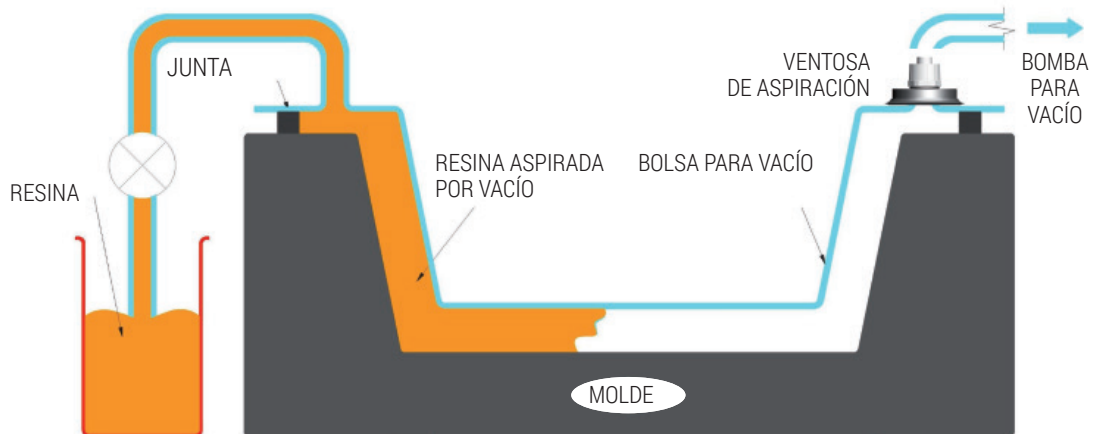 JUNTA
VENTOSA
DE ASPIRACIÓN
BOMBA
PARA
VACÍO
RESINA
RESINA ASPIRADA
POR VACÍO
BOLSA PARA VACÍO
MOLDE